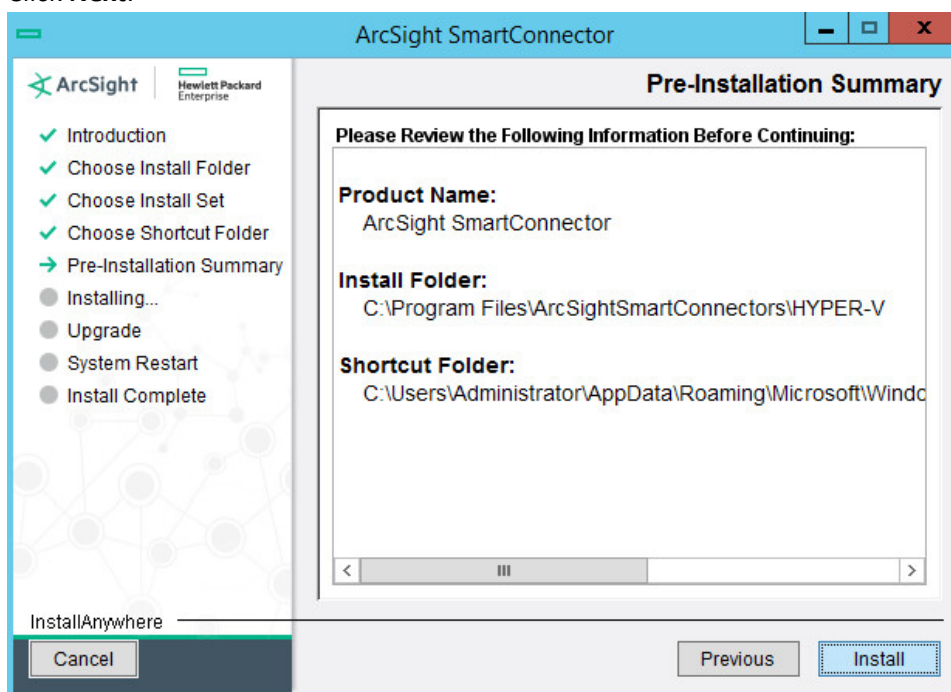 ArcSight SmartConnector
ArcSight
Hewlett Packard
Enterprise
Pre-Installation Summary
Introduction
Choose Install Folder
Choose Install Set
Choose Shortcut Folder
Pre-Installation Summary
Installing...
Upgrade
System Restart
Install Complete
Please Review the Following Information Before Continuing:
Product Name:
ArcSight SmartConnector
Install Folder:
C:\Program Files\ArcSightSmartConnectors\HYPER-V
Shortcut Folder:
C:\Users\Administrator\AppData\Roaming\Microsoft\Windo
InstallAnywhere
Cancel
Previous
Install